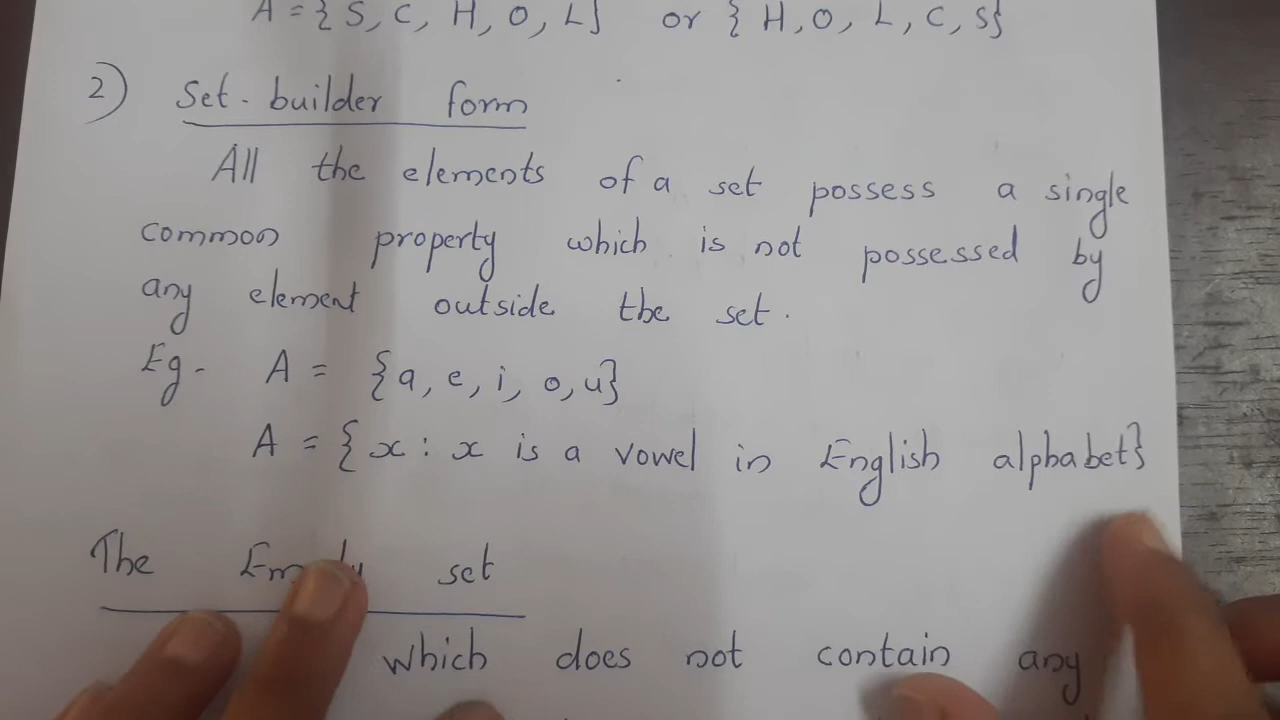 A = {S, C, H, O, L} or { H, O, L, C, S}
2) Set-builder form
All the elements of a set possess a single
common property which is not possessed by
any element outside the set.
Eg- A = {a, e, i, o, u}
A = {x : x is a vowel in English alphabet}
The set
which does not contain any